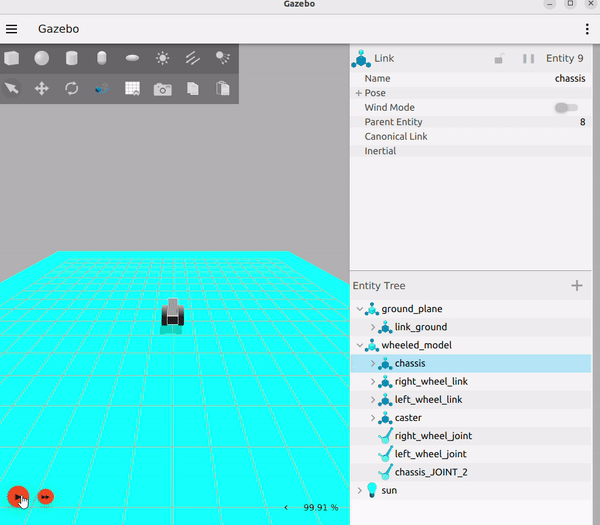 Gazebo
Gazebo
Link
Entity 9
Name chassis
Pose
Wind Mode
Parent Entity 8
Canonical Link
Inertial
Entity Tree
ground_plane
link_ground
wheeled_model
chassis
right_wheel_link
left_wheel_link
caster
right_wheel_joint
left_wheel_joint
chassis_JOINT_2
sun
99.91 %